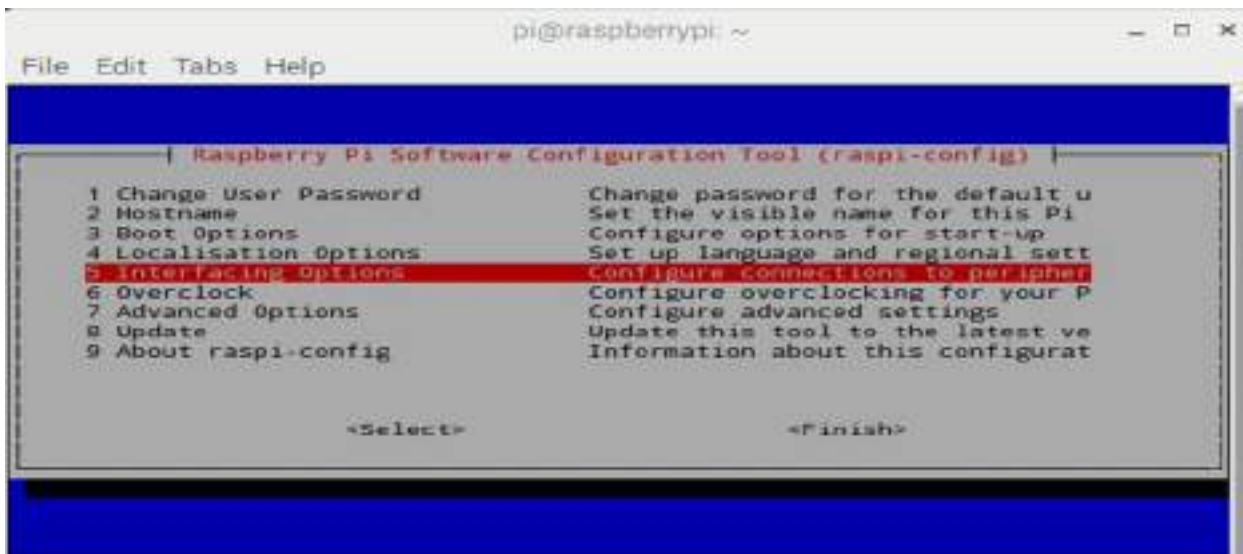 pi@raspberrypi: ~
File Edit Tabs Help
Raspberry Pi Software Configuration Tool (raspi-config)
1 Change User Password Change password for the default u
2 Hostname Set the visible name for this Pi
3 Boot Options Configure options for start-up
4 Localisation Options Set up language and regional sett
5 Interfacing Options Configure connections to peripher
6 Overclock Configure overclocking for your P
7 Advanced Options Configure advanced settings
8 Update Update this tool to the latest ve
9 About raspi-config Information about this configurat
<Select> <Finish>